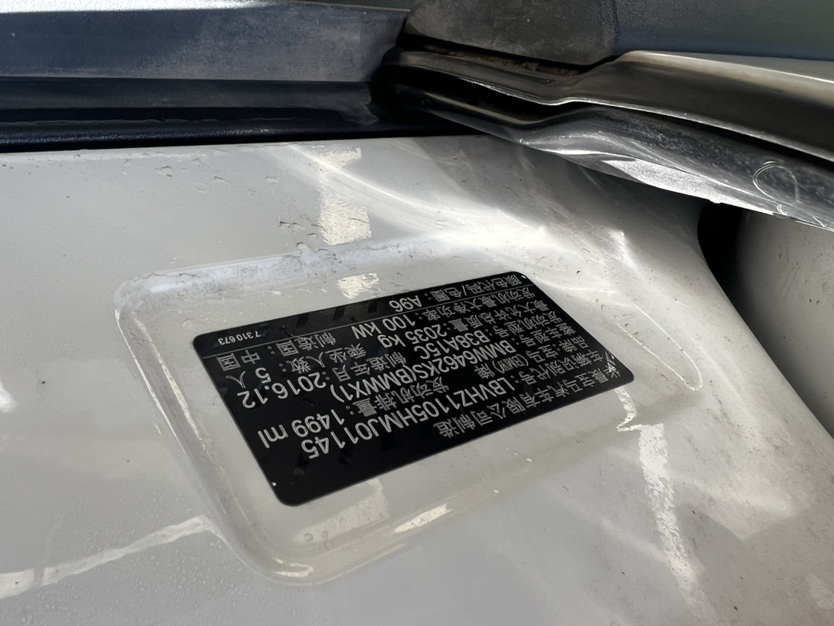 华晨宝马汽车有限公司制造
车辆识别代号：LBVHZ1105HMJ01145
品牌：宝马（BMW）牌
整车型号：BMW6462KS(BMWX1) 发动机排量：1499 ml
发动机型号：B38A15C 制造年月：2016.12
最大允许总质量：2035 kg 乘坐人数：5 人
发动机最大净功率：100 kW 制造国：中国
颜色代码/色圈：A96
7310673